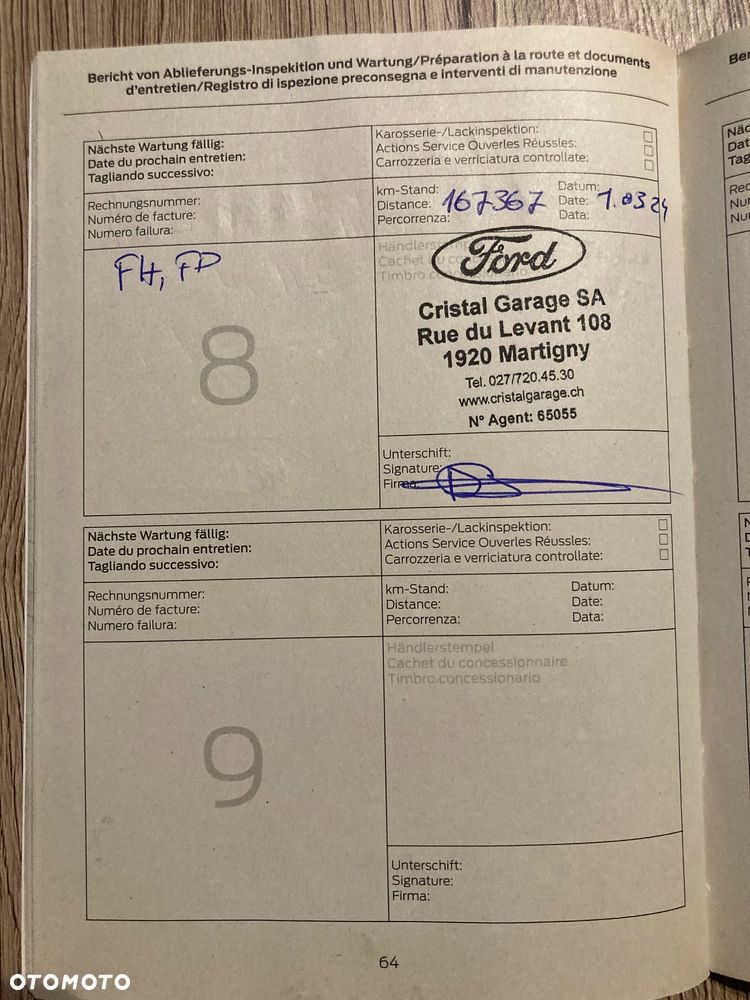 Bericht von Ablieferungs-Inspekition und Wartung/Préparation à la route et documents
d'entretien/Registro di ispezione preconsegna e interventi di manutenzione
Nächste Wartung fällig:
Date du prochain entretien:
Tagliando successivo:
Karosserie-/Lackinspektion:
Actions Service Ouverles Réussles:
Carrozzeria e verriciatura controllate:
Rechnungsnummer:
Numéro de facture:
Numero failura:
km-Stand:
Distance:
Percorrenza:
167367
Datum:
Date:
Data:
1.0324
FH, FP
8
Ford
Cristal Garage SA
Rue du Levant 108
1920 Martigny
Tel. 027/720.45.30
www.cristalgarage.ch
N° Agent: 65055
Unterschift:
Signature:
Firma:
Nächste Wartung fällig:
Date du prochain entretien:
Tagliando successivo:
Karosserie-/Lackinspektion:
Actions Service Ouverles Réussles:
Carrozzeria e verriciatura controllate:
Rechnungsnummer:
Numéro de facture:
Numero failura:
km-Stand:
Distance:
Percorrenza:
Datum:
Date:
Data:
9
Händlerstempel
Cachet du concessionnaire
Timbro concessionario
Unterschift:
Signature:
Firma:
64
OTOMOTO